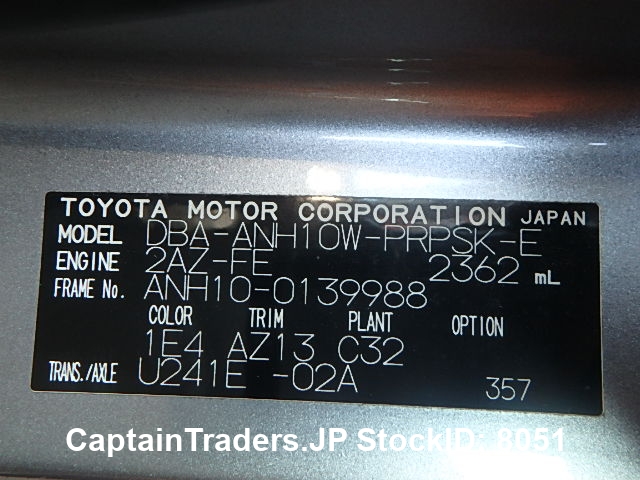 TOYOTA MOTOR CORPORATION JAPAN
MODEL DBA-ANH10W-PRPSK-E
ENGINE 2AZ-FE 2362 mL
FRAME No. ANH10-0139988
COLOR TRIM PLANT OPTION
1E4 AZ13 C32
TRANS./AXLE U241E -02A 357
CaptainTraders.JP StockID: 8051